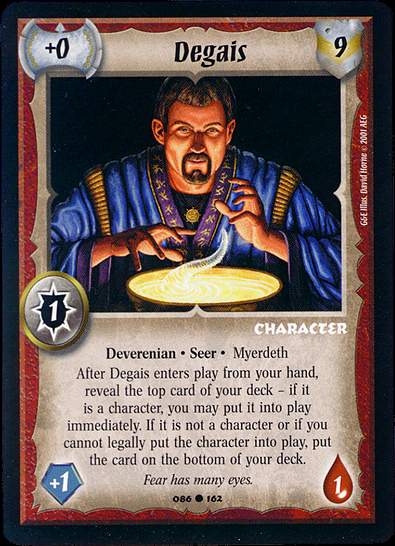 +0
Degais
9
G&E Illus. David Horne © 2001 AEG
1
CHARACTER
Deverenian • Seer • Myerdeth
After Degais enters play from your hand,
reveal the top card of your deck – if it
is a character, you may put it into play
immediately. If it is not a character or if you
cannot legally put the character into play, put
the card on the bottom of your deck.
Fear has many eyes.
+1
086 ● 162
1